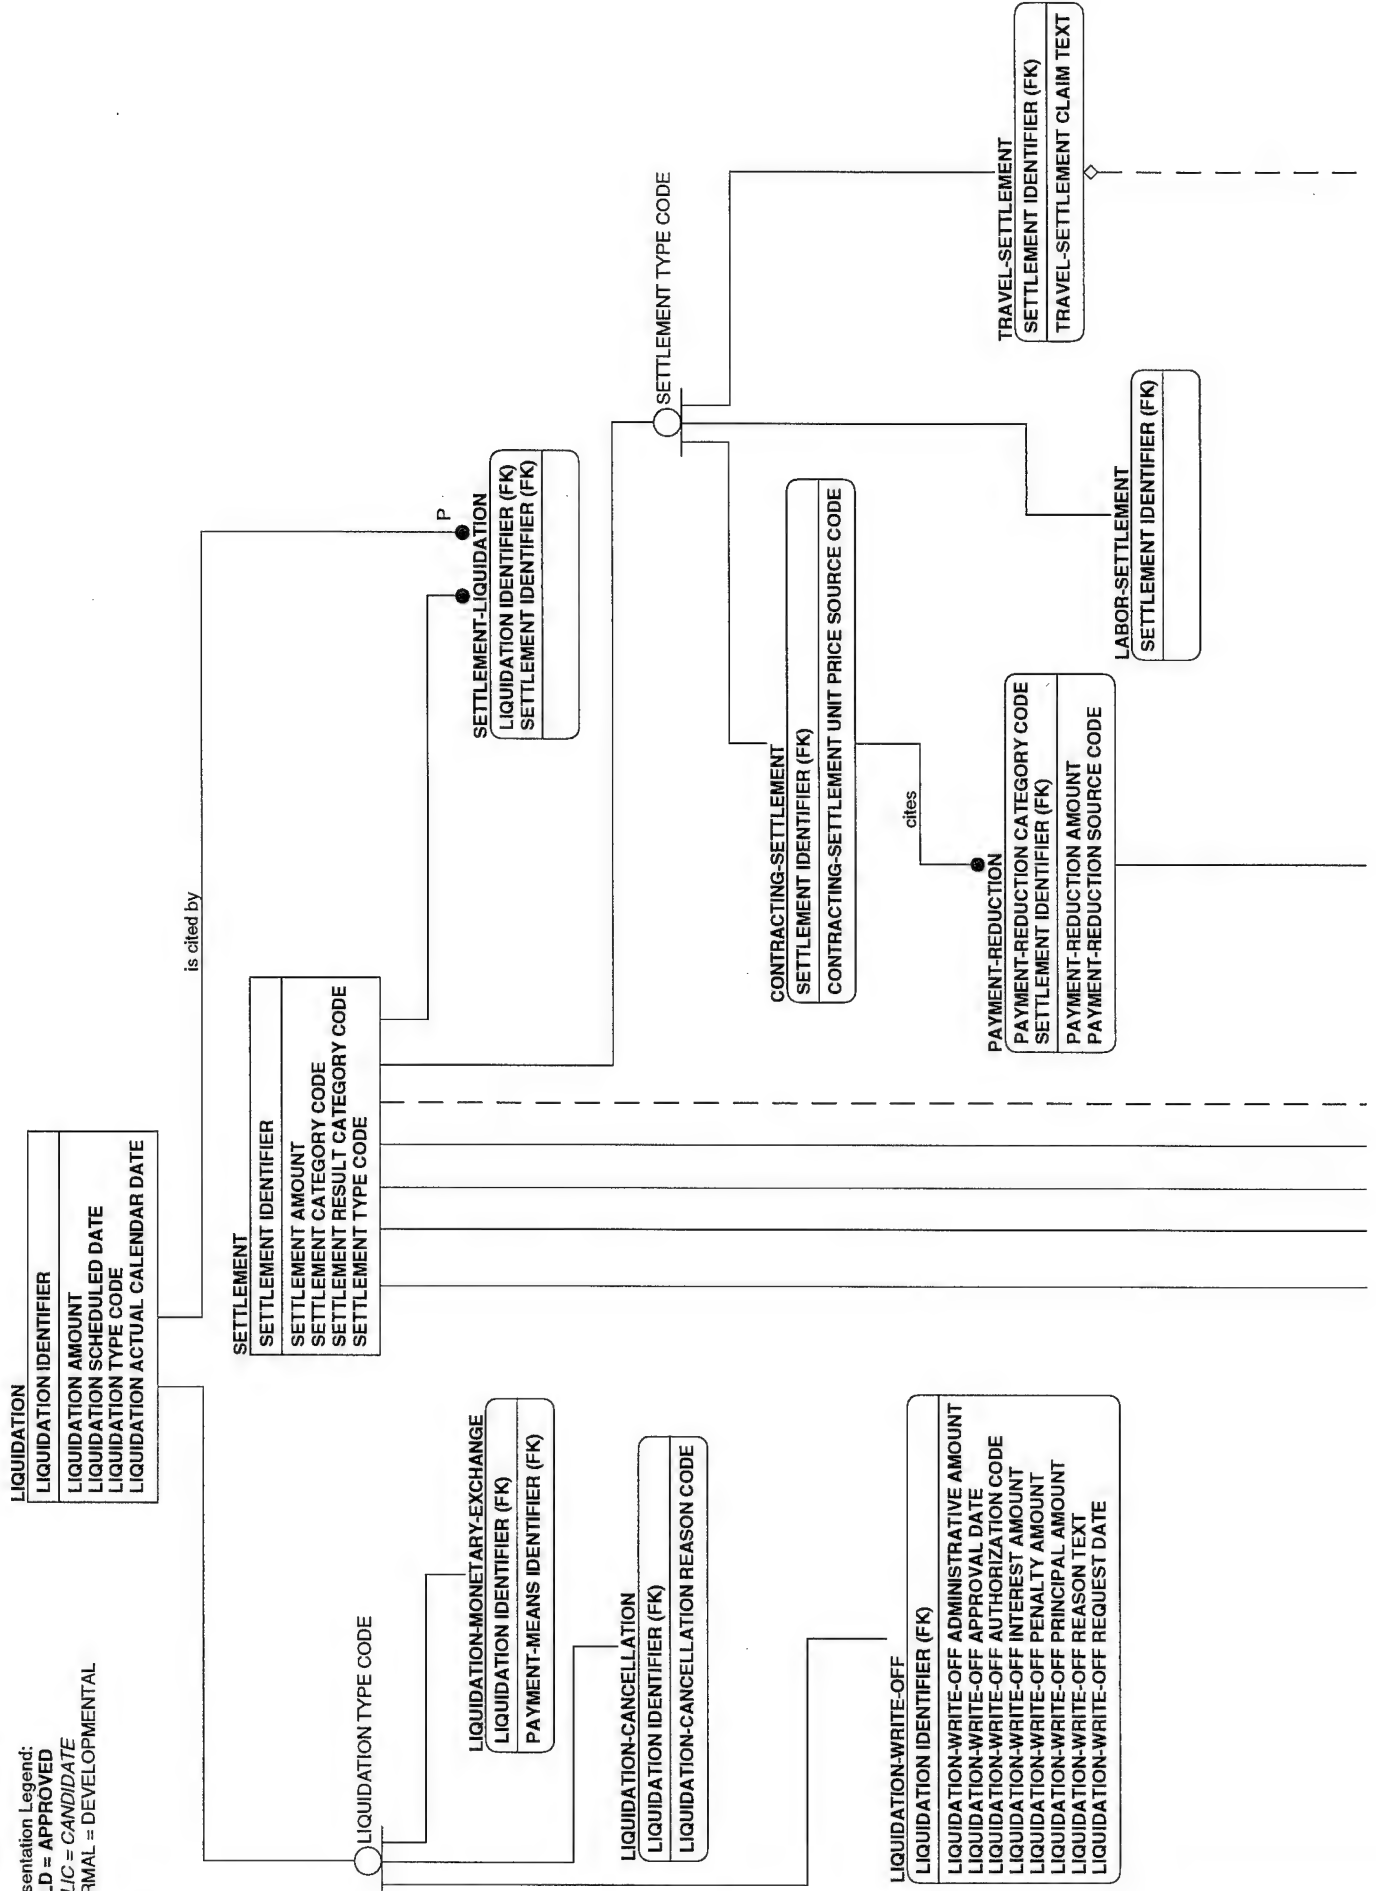 sentation Legend:
LD = APPROVED
LIC = CANDIDATE
RMAL = DEVELOPMENTAL
LIQUIDATION
LIQUIDATION IDENTIFIER
LIQUIDATION AMOUNT
LIQUIDATION SCHEDULED DATE
LIQUIDATION TYPE CODE
LIQUIDATION ACTUAL CALENDAR DATE
is cited by
SETTLEMENT
SETTLEMENT IDENTIFIER
SETTLEMENT AMOUNT
SETTLEMENT CATEGORY CODE
SETTLEMENT RESULT CATEGORY CODE
SETTLEMENT TYPE CODE
P
SETTLEMENT-LIQUIDATION
LIQUIDATION IDENTIFIER (FK)
SETTLEMENT IDENTIFIER (FK)
LIQUIDATION TYPE CODE
LIQUIDATION-MONETARY-EXCHANGE
LIQUIDATION IDENTIFIER (FK)
PAYMENT-MEANS IDENTIFIER (FK)
LIQUIDATION-CANCELLATION
LIQUIDATION IDENTIFIER (FK)
LIQUIDATION-CANCELLATION REASON CODE
LIQUIDATION-WRITE-OFF
LIQUIDATION IDENTIFIER (FK)
LIQUIDATION-WRITE-OFF ADMINISTRATIVE AMOUNT
LIQUIDATION-WRITE-OFF APPROVAL DATE
LIQUIDATION-WRITE-OFF AUTHORIZATION CODE
LIQUIDATION-WRITE-OFF INTEREST AMOUNT
LIQUIDATION-WRITE-OFF PENALTY AMOUNT
LIQUIDATION-WRITE-OFF PRINCIPAL AMOUNT
LIQUIDATION-WRITE-OFF REASON TEXT
LIQUIDATION-WRITE-OFF REQUEST DATE
SETTLEMENT TYPE CODE
CONTRACTING-SETTLEMENT
SETTLEMENT IDENTIFIER (FK)
CONTRACTING-SETTLEMENT UNIT PRICE SOURCE CODE
cites
PAYMENT-REDUCTION
PAYMENT-REDUCTION CATEGORY CODE
SETTLEMENT IDENTIFIER (FK)
PAYMENT-REDUCTION AMOUNT
PAYMENT-REDUCTION SOURCE CODE
LABOR-SETTLEMENT
SETTLEMENT IDENTIFIER (FK)
TRAVEL-SETTLEMENT
SETTLEMENT IDENTIFIER (FK)
TRAVEL-SETTLEMENT CLAIM TEXT